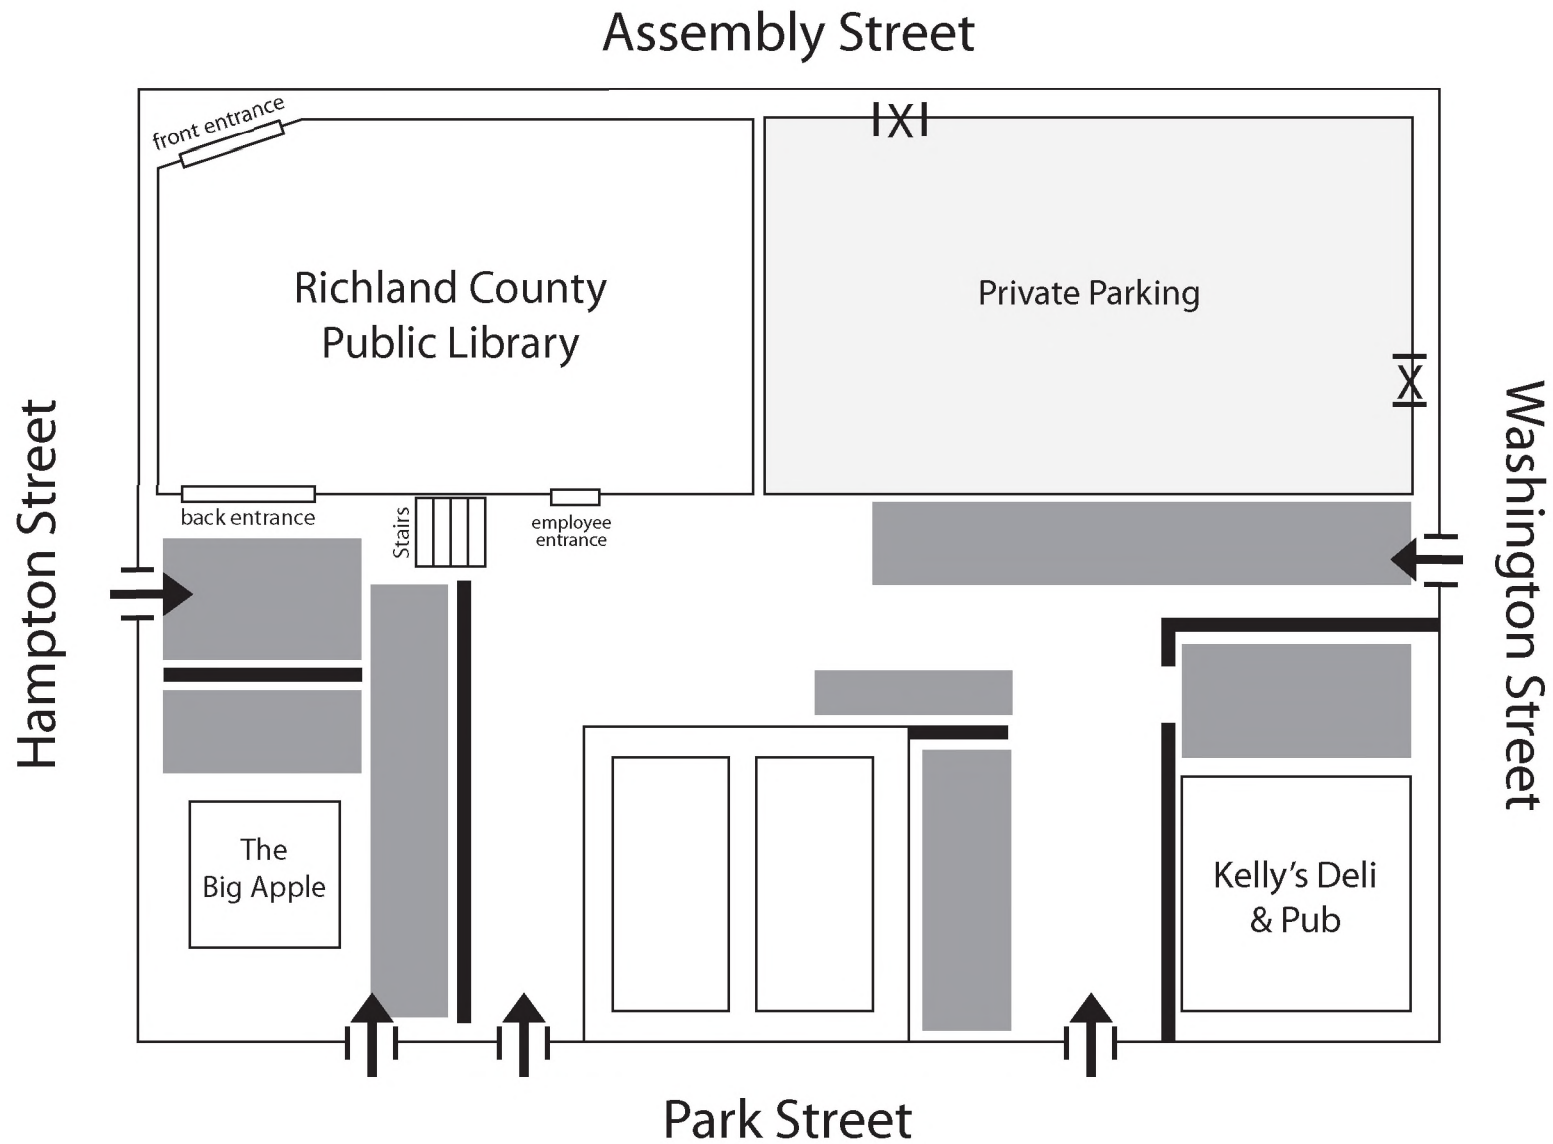 Assembly Street
front entrance
Richland County
Public Library
Private Parking
X
X
Hampton Street
Washington Street
back entrance
Stairs
employee
entrance
The
Big Apple
Kelly's Deli
& Pub
Park Street